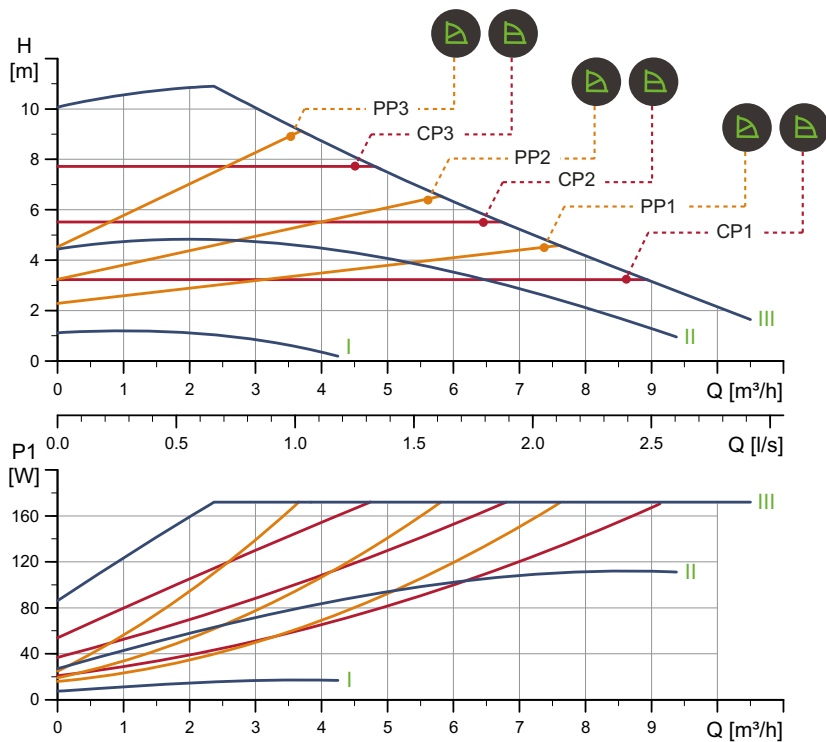 H
[m]
PP3
CP3
PP2
CP2
PP1
CP1
10
8
6
4
2
0
I
II
III
0 1 2 3 4 5 6 7 8 9 Q [m³/h]
0.0 0.5 1.0 1.5 2.0 2.5 Q [l/s]
P1
[W]
160
120
80
40
0
III
II
I
0 1 2 3 4 5 6 7 8 9 Q [m³/h]